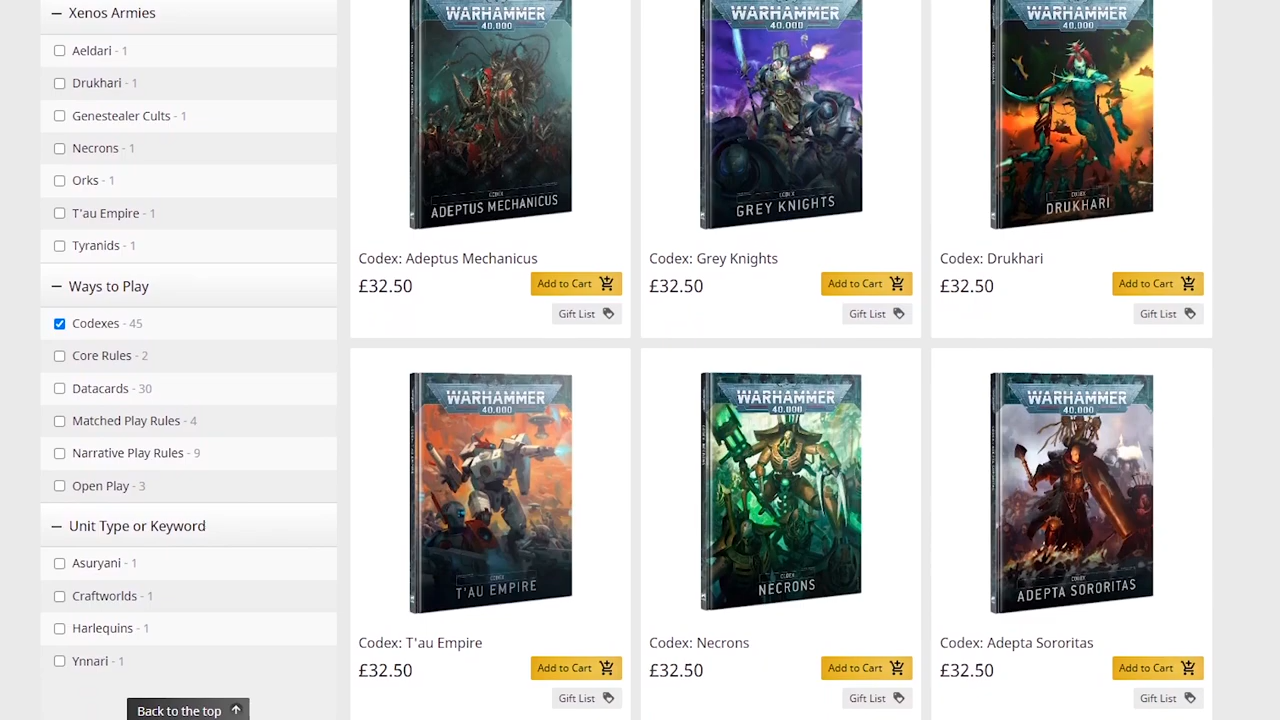 Xenos Armies
Aeldari - 1
Drukhari - 1
Genestealer Cults - 1
Necrons - 1
Orks - 1
T'au Empire - 1
Tyranids - 1
Ways to Play
Codexes - 45
Core Rules - 2
Datacards - 30
Play Rules - 4
Narrative Play Rules - 9
Open Play - 3
Unit Type or Keyword
Asuryani - 1
Craftworlds - 1
Harlequins - 1
Ynnari - 1
Back to the top
WARHAMMER
40,000
CODEX
ADEPTUS MECHANICUS
Codex: Adeptus Mechanicus
£32.50
Add to Cart
Gift List
WARHAMMER
40,000
CODEX
GREY KNIGHTS
Codex: Grey Knights
£32.50
Add to Cart
Gift List
WARHAMMER
40,000
CODEX
DRUKHARI
Codex: Drukhari
£32.50
Add to Cart
Gift List
WARHAMMER
40,000
CODEX
T'AU EMPIRE
Codex: T'au Empire
£32.50
Add to Cart
Gift List
WARHAMMER
40,000
CODEX
NECRONS
Codex: Necrons
£32.50
Add to Cart
Gift List
WARHAMMER
40,000
CODEX
ADEPTA SORORITAS
Codex: Adepta Sororitas
£32.50
Add to Cart
Gift List